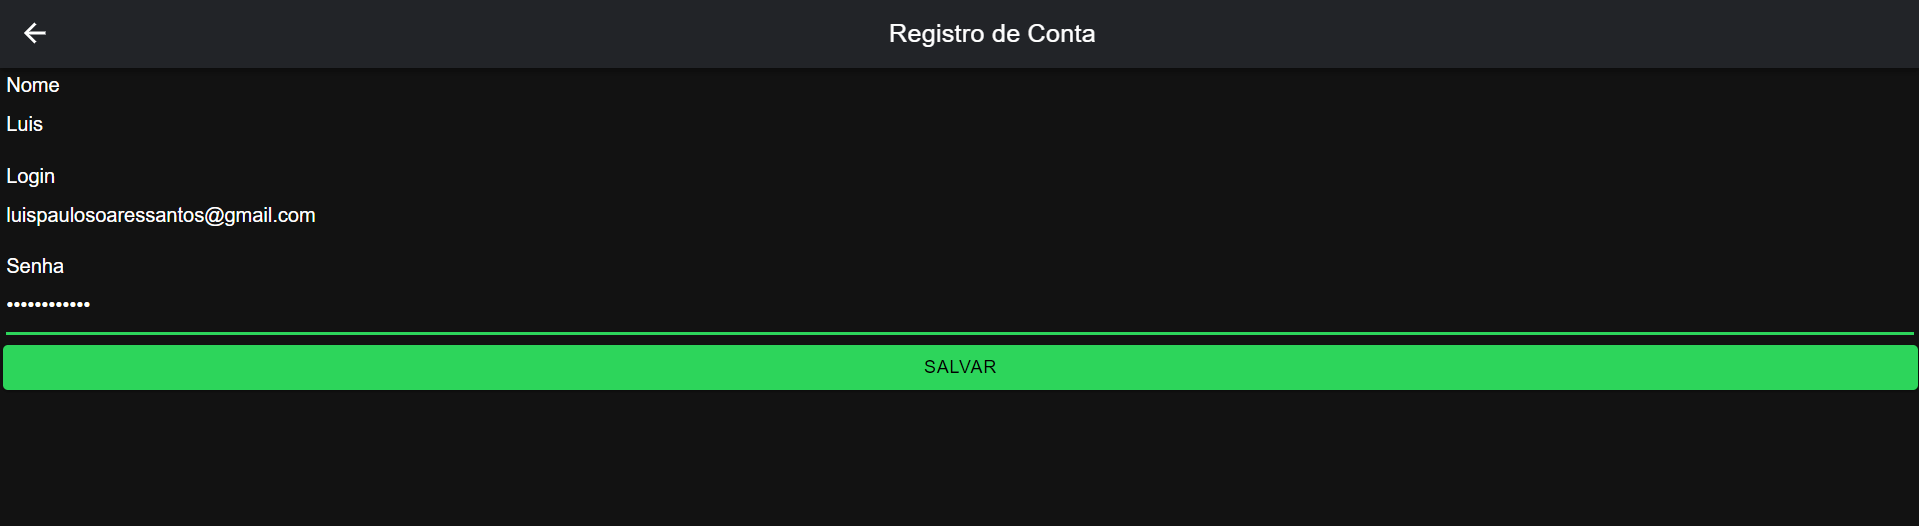 Registro de Conta
Nome
Luis
Login
luispaulosoaressantos@gmail.com
Senha
••••••••••••
SALVAR